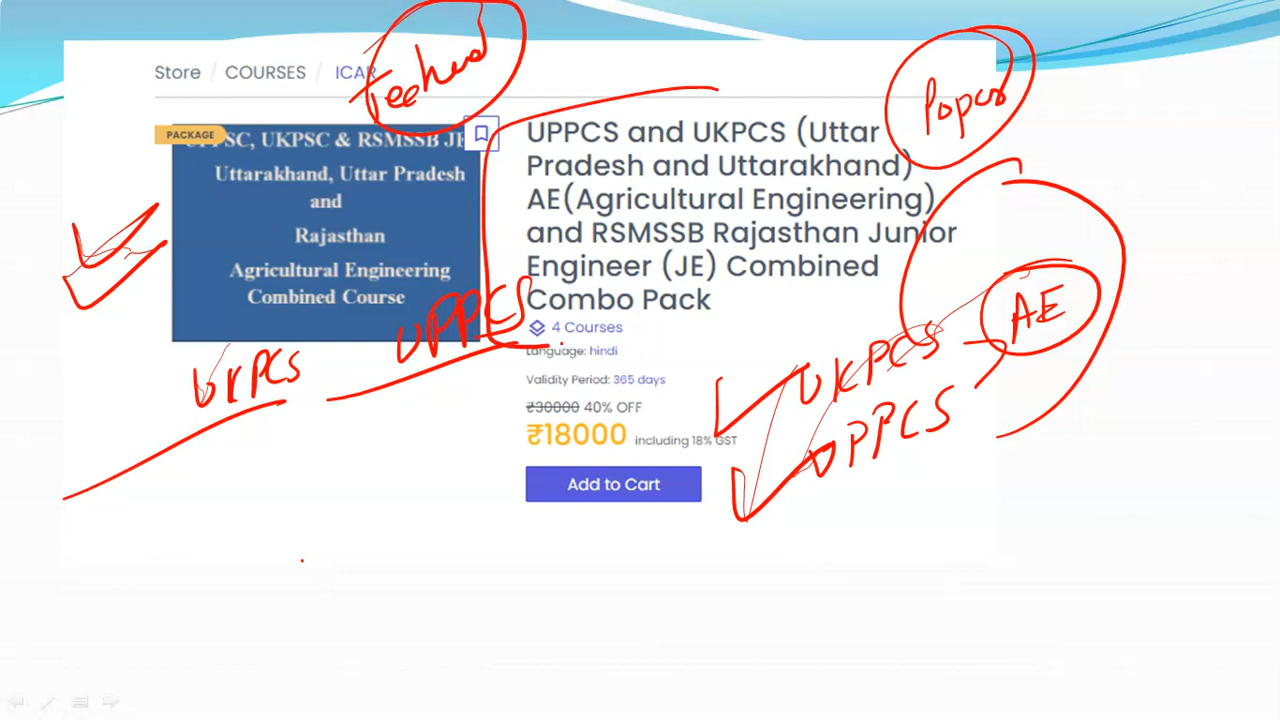 Store / COURSES / ICAR
PACKAGE
UPPSC, UKPSC & RSMSSB JE
Uttarakhand, Uttar Pradesh
and
Rajasthan
Agricultural Engineering
Combined Course
UPPCS and UKPCS (Uttar
Pradesh and Uttarakhand)
AE(Agricultural Engineering)
and RSMSSB Rajasthan Junior
Engineer (JE) Combined
Combo Pack
4 Courses
Language: hindi
Validity Period: 365 days
₹30000 40% OFF
₹18000 including 18% GST
Add to Cart
UKPCS
UPPCS
AE
UKPCS
UPPCS